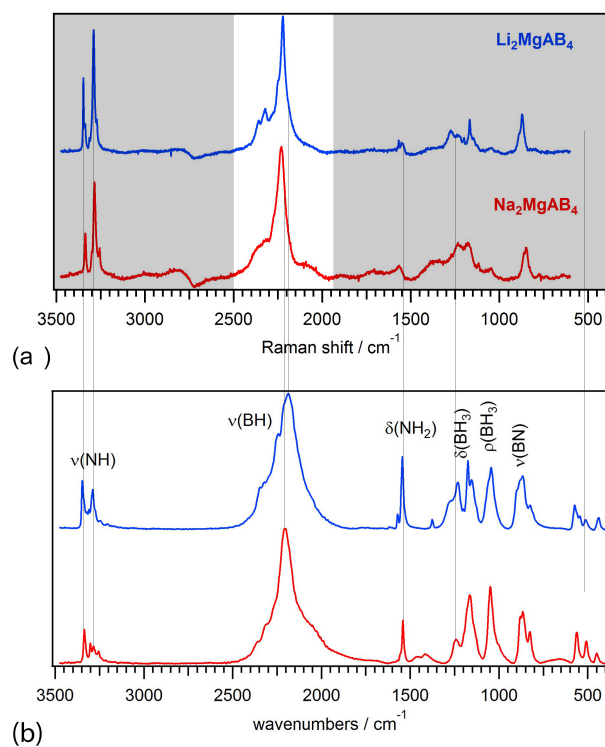 Li₂MgAB₄
Na₂MgAB₄
3500 3000 2500 2000 1500 1000 500
(a )
Raman shift / cm⁻¹
ν(NH)
ν(BH)
δ(NH₂)
δ(BH₃)
ρ(BH₃)
ν(BN)
3500 3000 2500 2000 1500 1000 500
(b)
wavenumbers / cm⁻¹